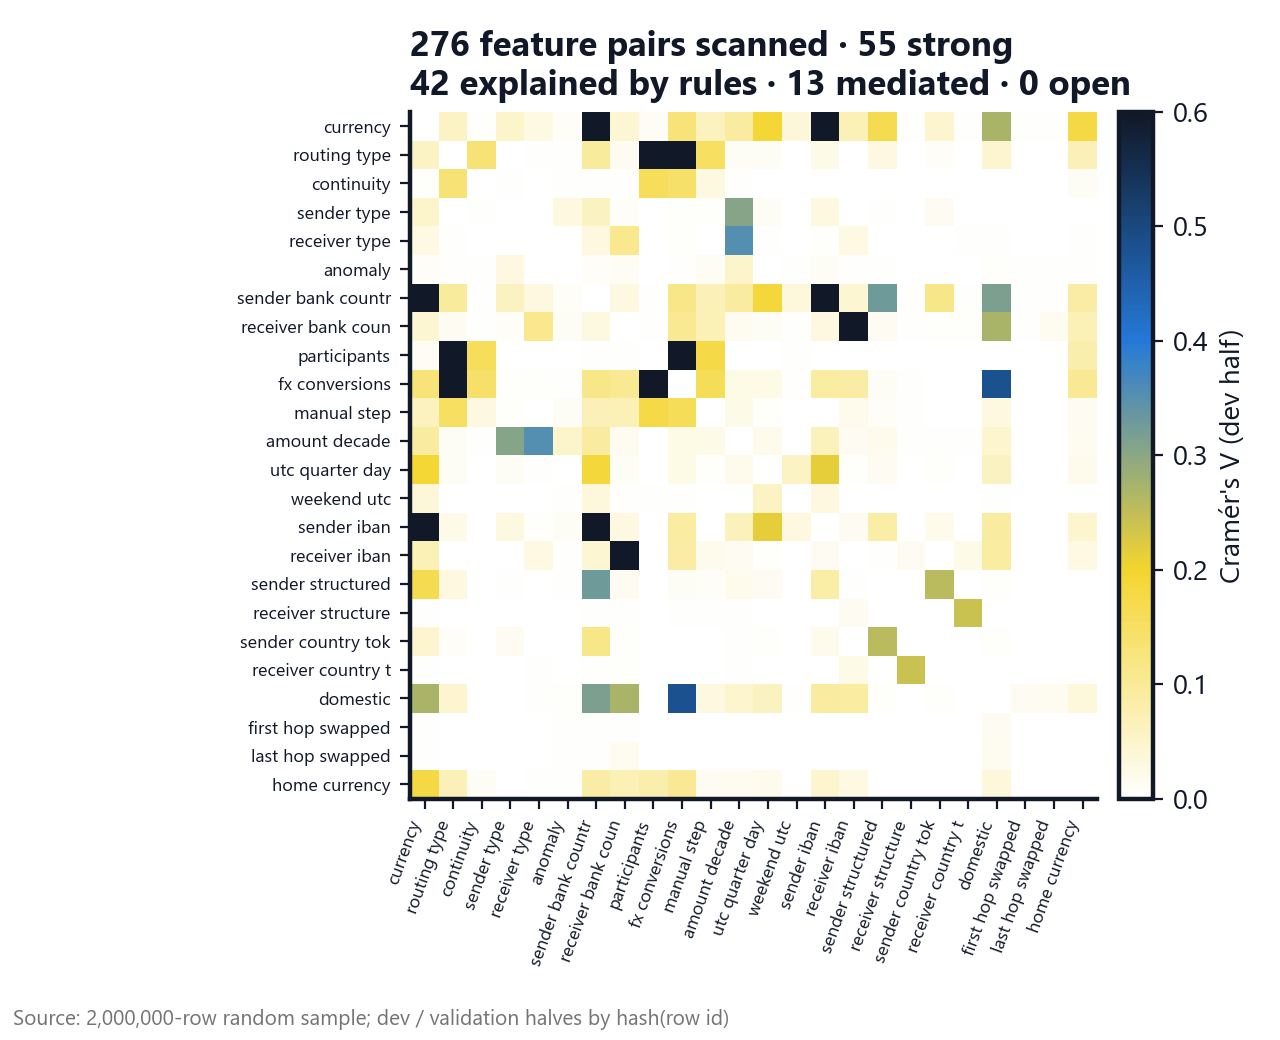 276 feature pairs scanned · 55 strong
42 explained by rules · 13 mediated · 0 open
currency
routing type
continuity
sender type
receiver type
anomaly
sender bank countr
receiver bank coun
participants
fx conversions
manual step
amount decade
utc quarter day
weekend utc
sender iban
receiver iban
sender structured
receiver structure
sender country tok
receiver country t
domestic
first hop swapped
last hop swapped
home currency
currency
routing type
continuity
sender type
receiver type
anomaly
sender bank countr
receiver bank coun
participants
fx conversions
manual step
amount decade
utc quarter day
weekend utc
sender iban
receiver iban
sender structured
receiver structure
sender country tok
receiver country t
domestic
first hop swapped
last hop swapped
home currency
0.6
0.5
0.4
0.3
0.2
0.1
0.0
Cramér's V (dev half)
Source: 2,000,000-row random sample; dev / validation halves by hash(row id)